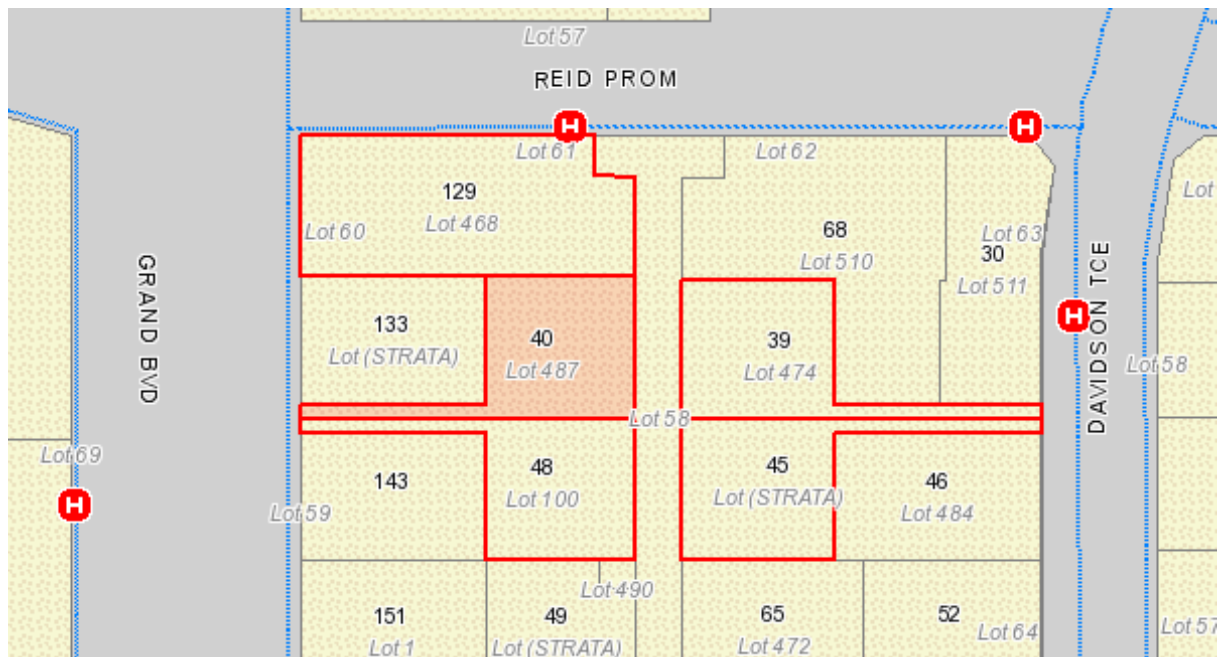 Lot 57
REID PROM
H
H
Lot 61
Lot 62
129
Lot 468
Lot 60
68
Lot 510
Lot 63
30
Lot 511
Lot
GRAND BVD
DAVIDSON TCE
H
133
Lot (STRATA)
40
Lot 487
39
Lot 474
Lot 58
Lot 58
Lot 69
H
143
48
Lot 100
45
Lot (STRATA)
46
Lot 484
Lot 59
Lot 490
151
Lot 1
49
Lot (STRATA)
65
Lot 472
52
Lot 64
Lot 57